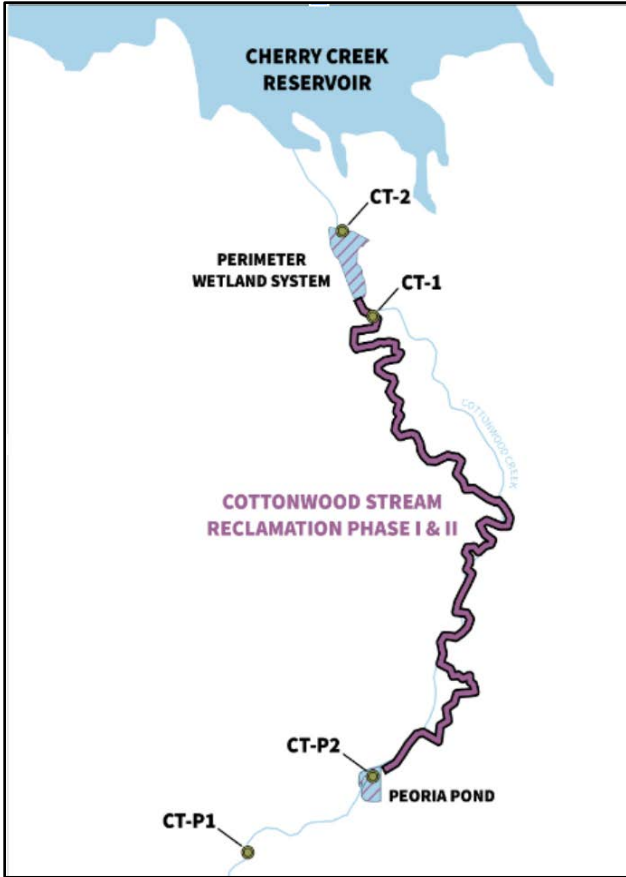 CHERRY CREEK
RESERVOIR
CT-2
PERIMETER
WETLAND SYSTEM
CT-1
COTTONWOOD CREEK
COTTONWOOD STREAM
RECLAMATION PHASE I & II
CT-P2
PEORIA POND
CT-P1